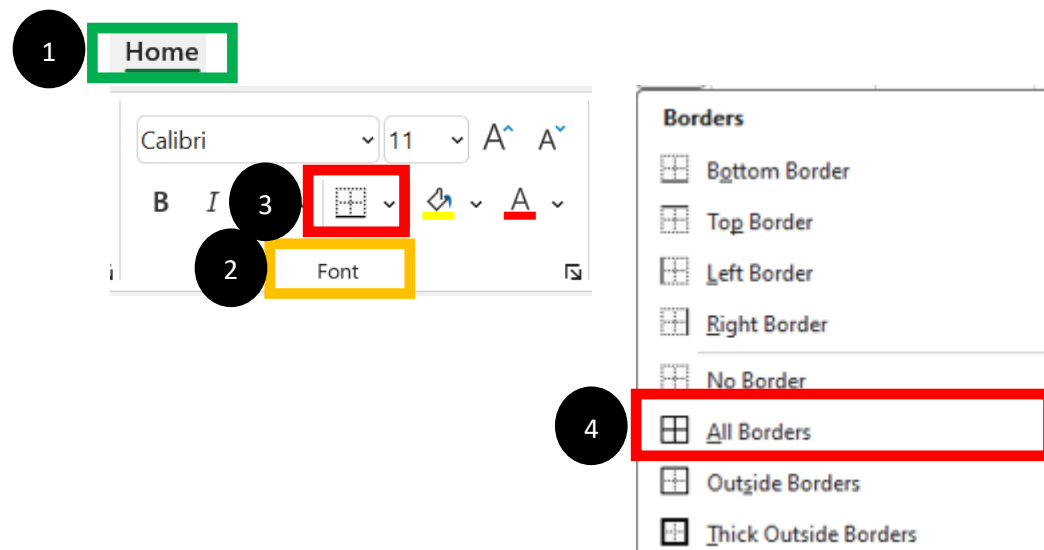 1
Home
Calibri
11
A A
B I
3
A
2
Font
Borders
Bottom Border
Top Border
Left Border
Right Border
No Border
4
All Borders
Outside Borders
Thick Outside Borders